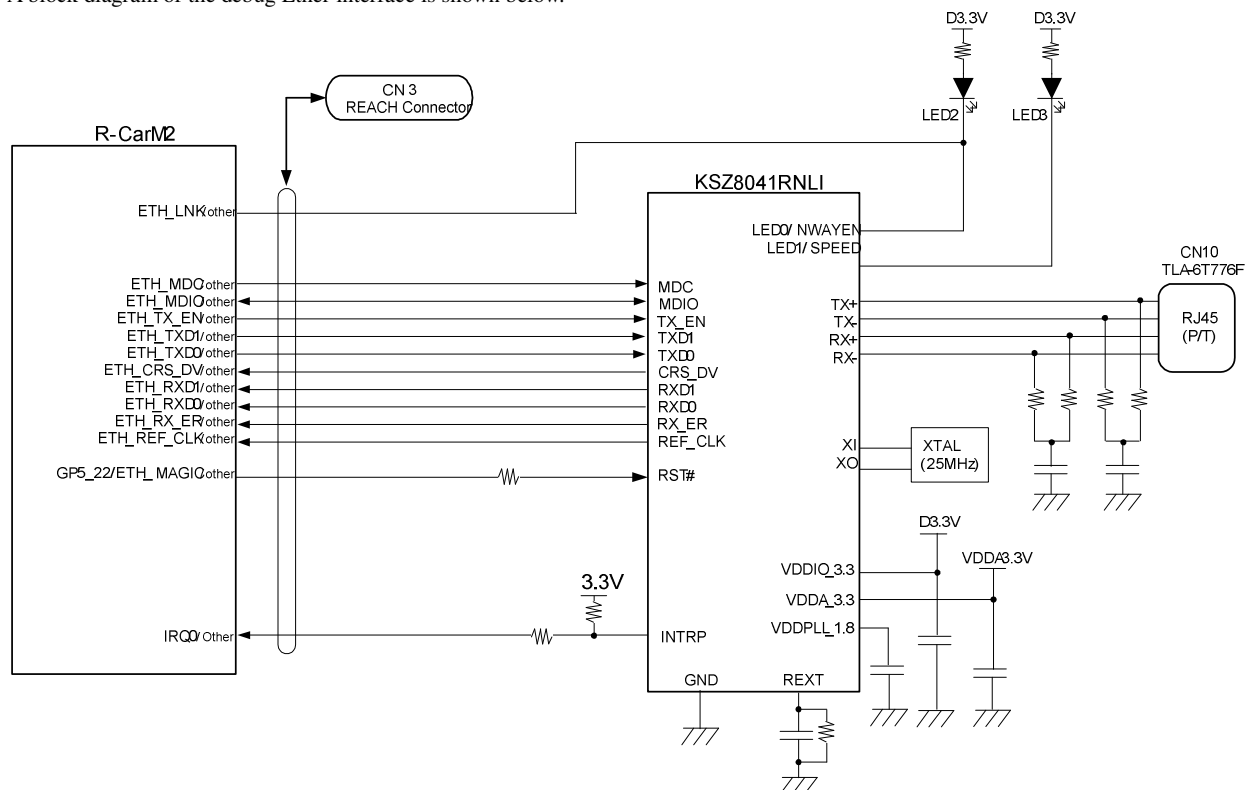 A block diagram of the debug Ether interface is shown below.
D3.3V
D3.3V
CN 3
REACH Connector
LED2
LED3
R-CarM2
KSZ8041RNLI
ETH_LNK/other
LED0/ NWAYEN
LED1/ SPEED
CN10
TLA-6T776F
ETH_MDC/other
ETH_MDIO/other
ETH_TX_EN/other
ETH_TXD1/other
ETH_TXD0/other
ETH_CRS_DV/other
ETH_RXD1/other
ETH_RXD0/other
ETH_RX_ER/other
ETH_REF_CLK/other
MDC
MDIO
TX_EN
TXD1
TXD0
CRS_DV
RXD1
RXD0
RX_ER
REF_CLK
TX+
TX-
RX+
RX-
RJ45
(P/T)
GP5_22/ETH_MAGIC/other
RST#
XI
XO
XTAL
(25MHz)
D3.3V
VDDA3.3V
VDDIO_3.3
VDDA_3.3
VDDPLL_1.8
3.3V
IRQ0/Other
INTRP
GND
REXT